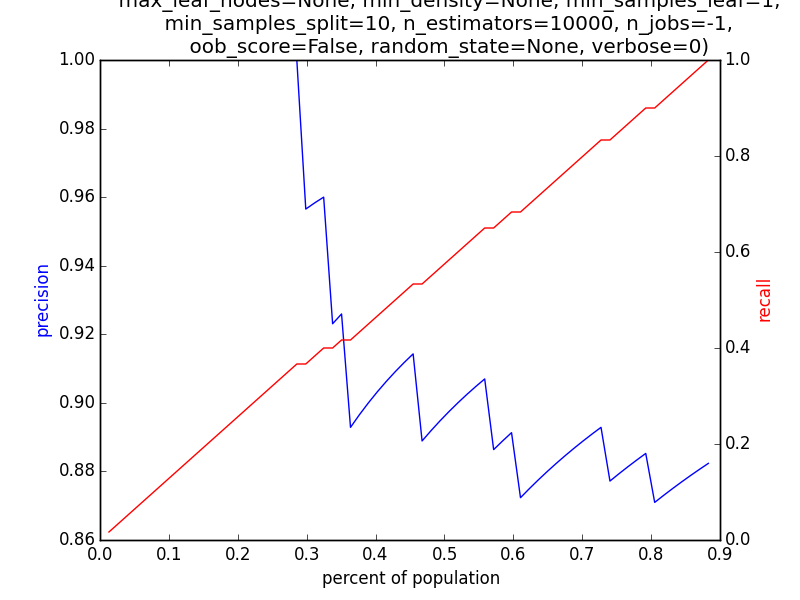 max_leaf_nodes=None, min_density=None, min_samples_leaf=1,
min_samples_split=10, n_estimators=10000, n_jobs=-1,
oob_score=False, random_state=None, verbose=0)
1.00
0.98
0.96
0.94
0.92
0.90
0.88
0.86
precision
1.0
0.8
0.6
0.4
0.2
0.0
recall
0.0 0.1 0.2 0.3 0.4 0.5 0.6 0.7 0.8 0.9
percent of population